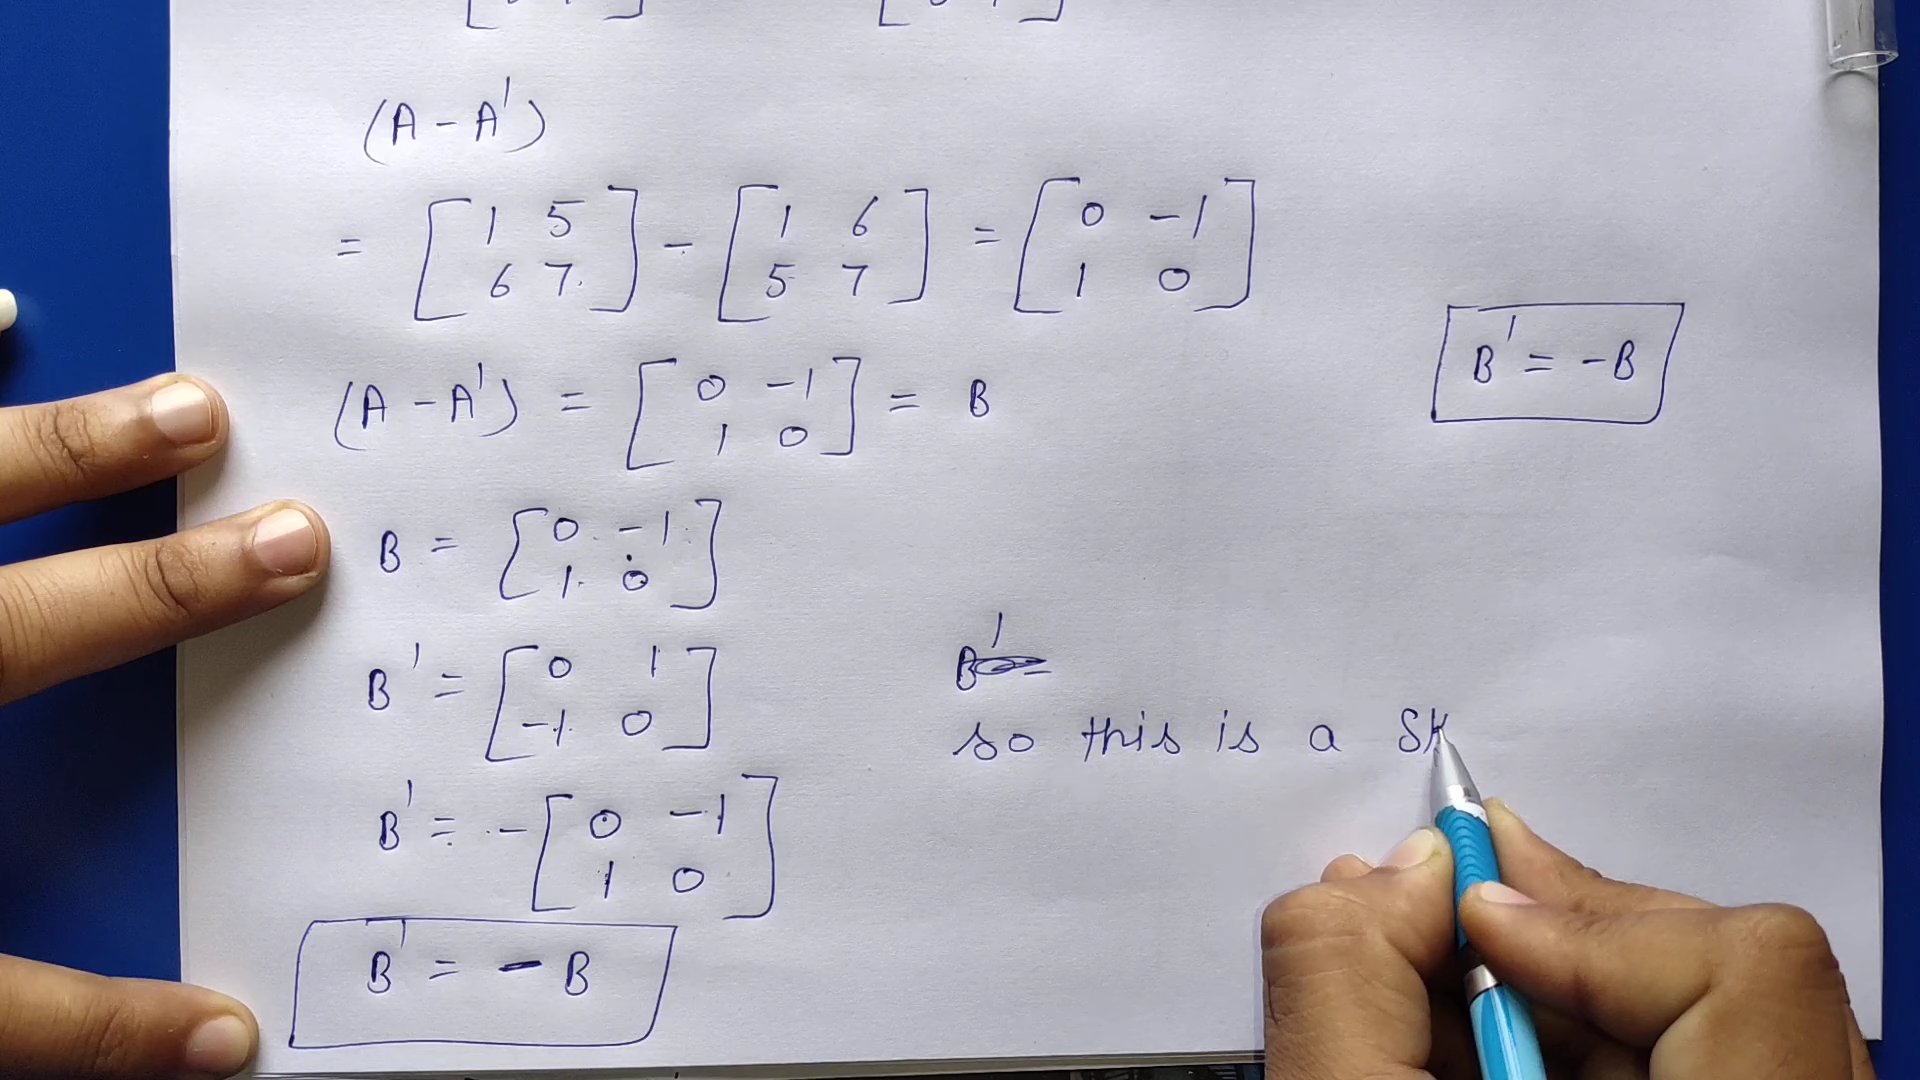 (A - A')
= [ 1 5 6 7 ] - [ 1 6 5 7 ] = [ 0 -1 1 0 ]
B' = -B
(A - A') = [ 0 -1 1 0 ] = B
B = [ 0 -1 1 0 ]
B' = [ 0 1 -1 0 ]
so this is a Sk
B' = - [ 0 -1 1 0 ]
B' = - B